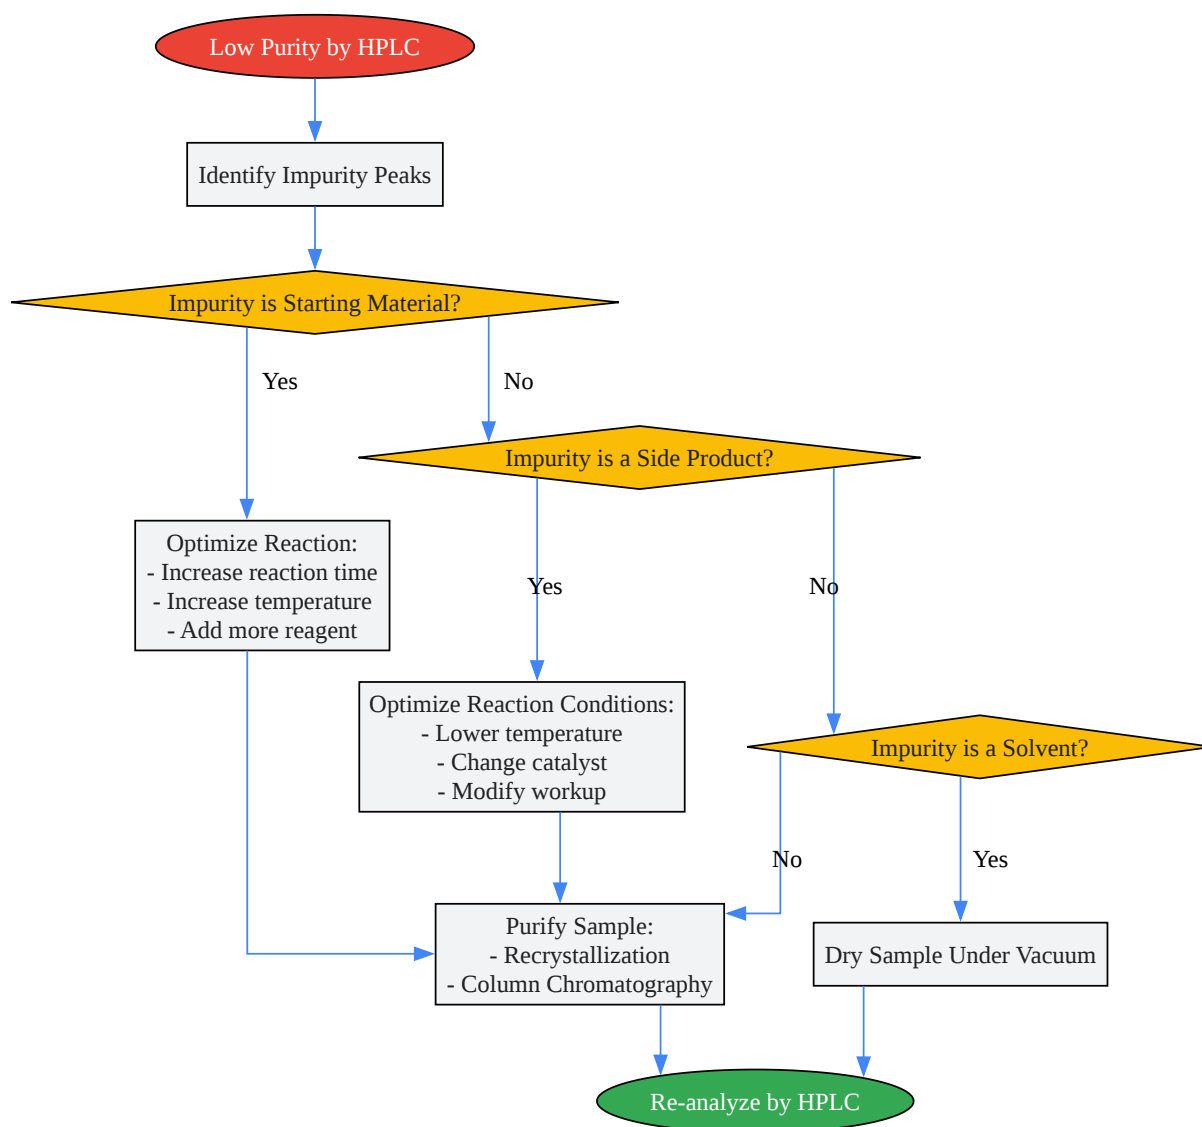 Low Purity by HPLC
Identify Impurity Peaks
Impurity is Starting Material?
Yes
No
Impurity is a Side Product?
Optimize Reaction:
- Increase reaction time
- Increase temperature
- Add more reagent
Yes
No
Optimize Reaction Conditions:
- Lower temperature
- Change catalyst
- Modify workup
Impurity is a Solvent?
No
Yes
Purify Sample:
- Recrystallization
- Column Chromatography
Dry Sample Under Vacuum
Re-analyze by HPLC